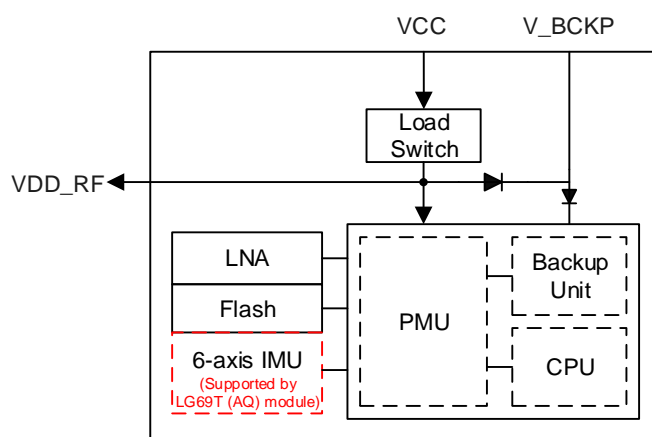 VCC
V_BCKP
Load
Switch
VDD_RF
LNA
Flash
6-axis IMU
(Supported by
LG69T (AQ) module)
PMU
Backup
Unit
CPU